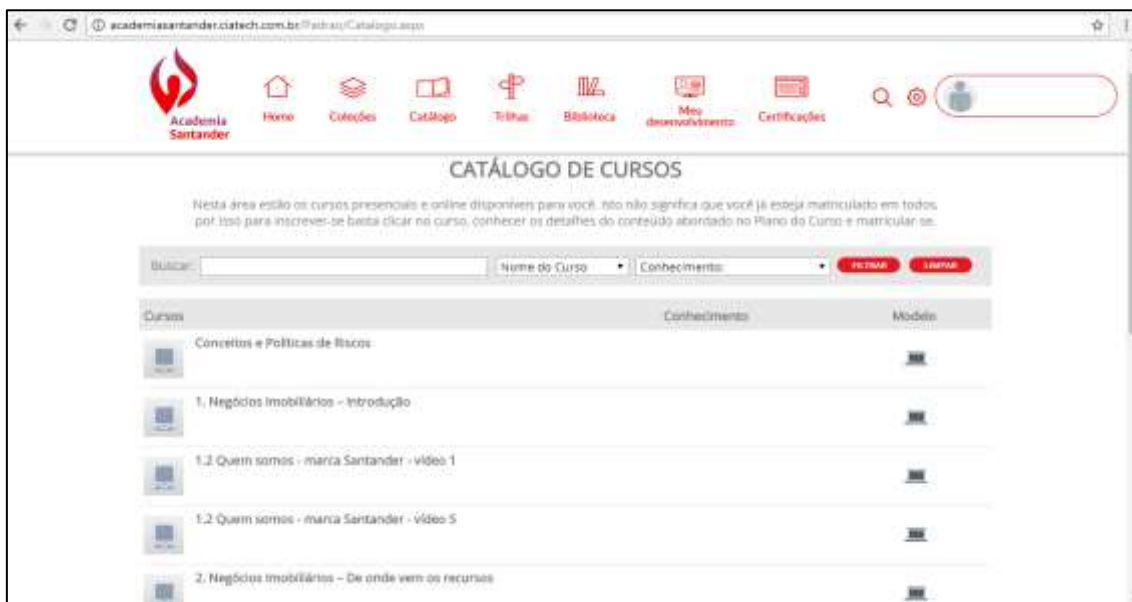 academiasantander.ciatech.com.br/Padrao/Catalogo.aspx
Academia
Santander
Home
Coleções
Catálogo
Trilhas
Biblioteca
Meu
desenvolvimento
Certificações
CATÁLOGO DE CURSOS
Nesta área estão os cursos presenciais e online disponíveis para você. Isto não significa que você já esteja matriculado em todos,
por isso para inscrever-se basta clicar no curso, conhecer os detalhes do conteúdo abordado no Plano do Curso e matricular-se.
Buscar: Nome do Curso Conhecimento: FILTRAR LIMPAR
Cursos Conhecimento Modelo
Conceitos e Políticas de Riscos
1. Negócios Imobiliários – Introdução
1.2 Quem somos - marca Santander - vídeo 1
1.2 Quem somos - marca Santander - vídeo 5
2. Negócios Imobiliários – De onde vem os recursos